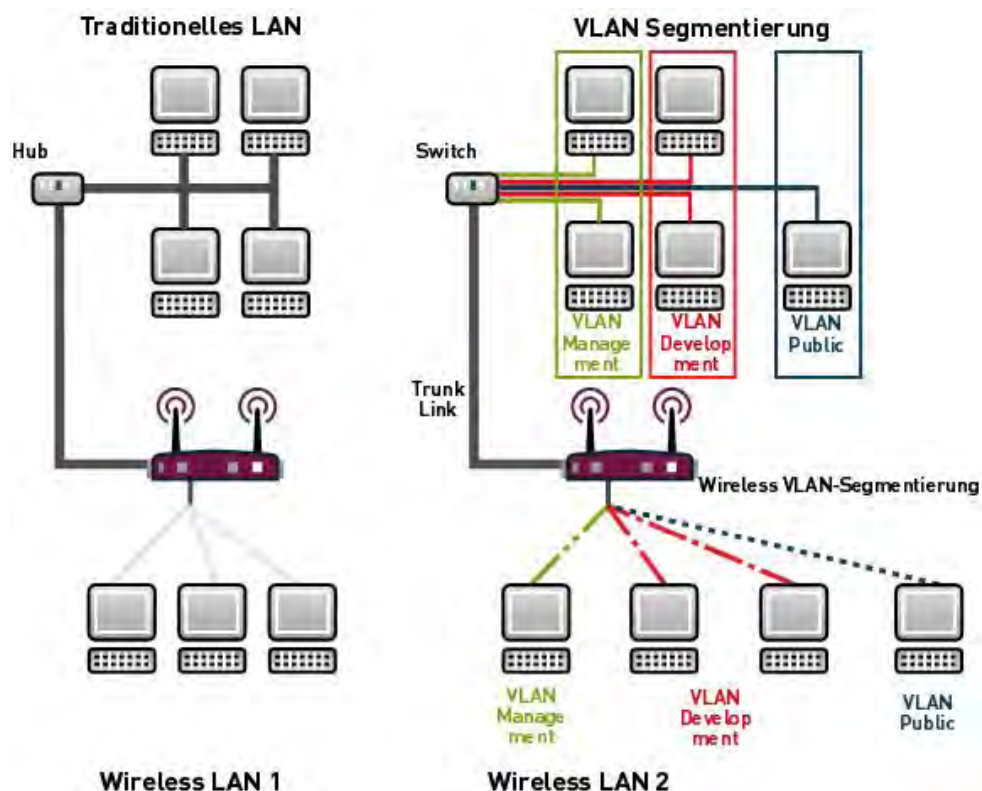 Traditionelles LAN
VLAN Segmentierung
Hub
Switch
VLAN
Manage
ment
VLAN
Develop
ment
VLAN
Public
Trunk
Link
Wireless VLAN-Segmentierung
VLAN
Manage
ment
VLAN
Develop
ment
VLAN
Public
Wireless LAN 1
Wireless LAN 2